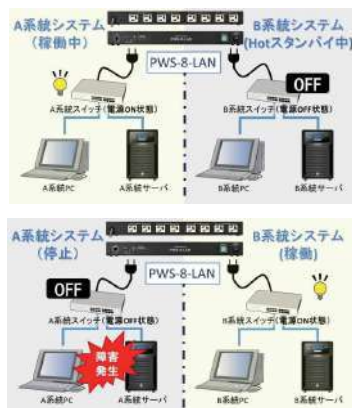 A系統システム
（稼働中）
B系統システム
(Hotスタンバイ中)
PWS-8-LAN
OFF
A系統スイッチ(電源ON状態)
B系統スイッチ(電源OFF状態)
A系統PC
A系統サーバ
B系統PC
B系統サーバ
A系統システム
（停止）
B系統システム
(稼働)
PWS-8-LAN
OFF
A系統スイッチ(電源OFF状態)
B系統スイッチ(電源ON状態)
障害
発生
A系統PC
A系統サーバ
B系統PC
B系統サーバ